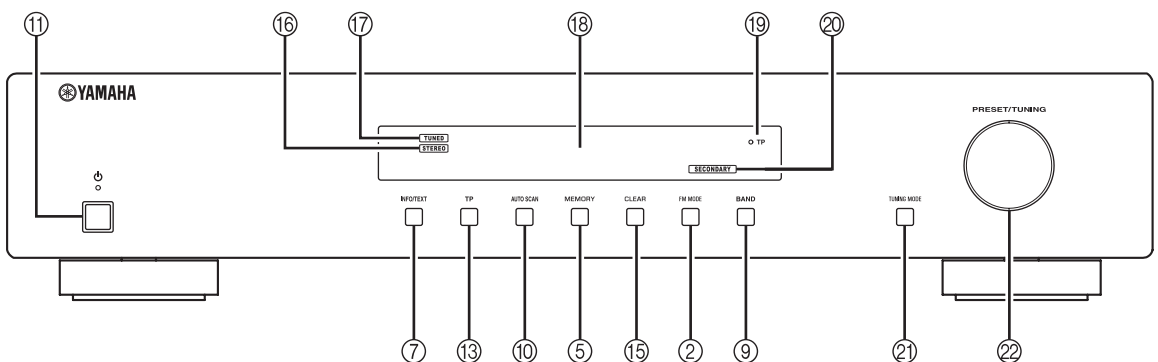 ⑪ ⑯ ⑰ ⑱ ⑲ ⑳
YAMAHA
PRESET/TUNING
TUNED
STEREO
TP
SECONDARY
INFO/TEXT TP AUTO SCAN MEMORY CLEAR FM MODE BAND TUNING MODE
⑦ ⑬ ⑩ ⑤ ⑮ ② ⑨ ㉑ ㉒